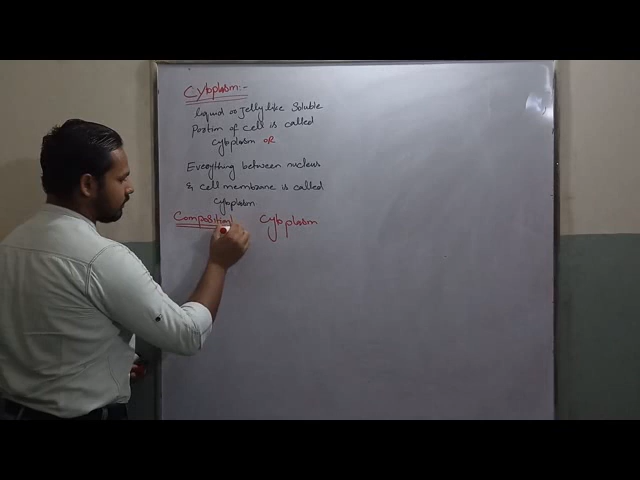 Cytoplasm:-
Liquid or Jelly like Soluble
Portion of cell is called
cytoplasm OR
Everything between nucleus
& cell membrane is called
Cytoplasm.
Composition Cytoplasm